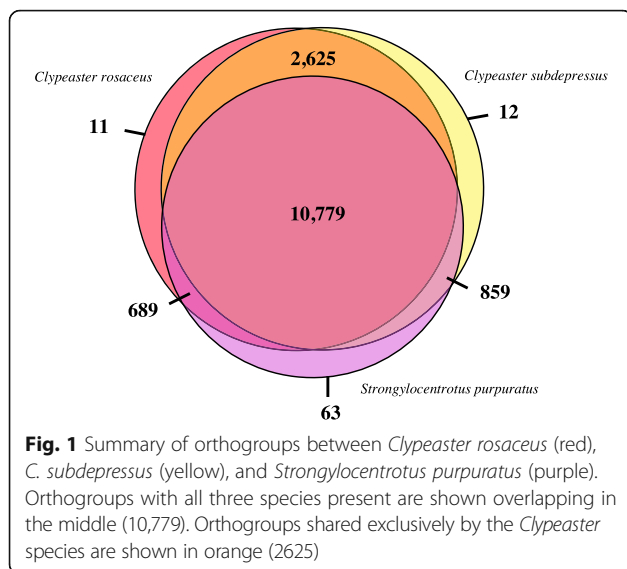 2,625
Clypeaster rosaceus
Clypeaster subdepressus
11
12
10,779
689
859
Strongylocentrotus purpuratus
63
Fig. 1 Summary of orthogroups between Clypeaster rosaceus (red),
C. subdepressus (yellow), and Strongylocentrotus purpuratus (purple).
Orthogroups with all three species present are shown overlapping in
the middle (10,779). Orthogroups shared exclusively by the Clypeaster
species are shown in orange (2625)